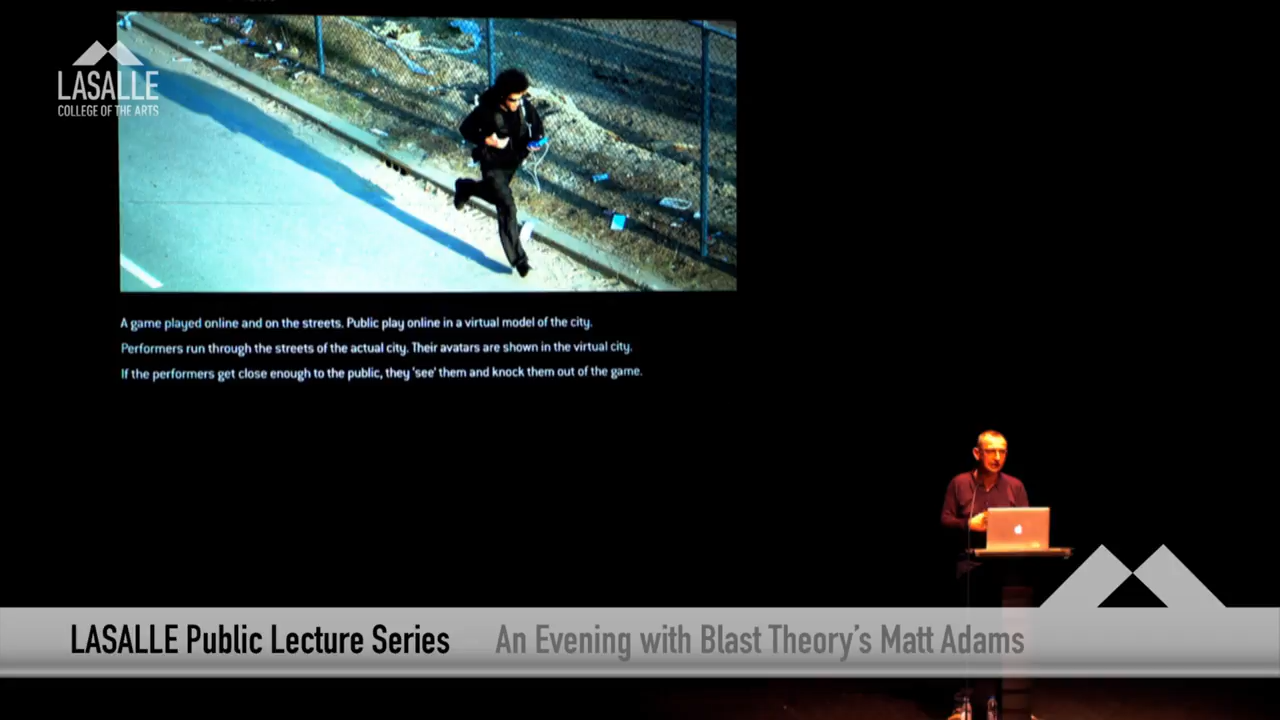 LASALLE
COLLEGE OF THE ARTS
A game played online and on the streets. Public play online in a virtual model of the city.
Performers run through the streets of the actual city. Their avatars are shown in the virtual city.
If the performers get close enough to the public, they 'see' them and knock them out of the game.
LASALLE Public Lecture Series An Evening with Blast Theory's Matt Adams